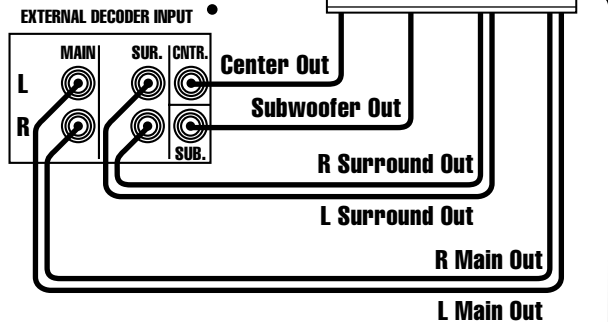 EXTERNAL DECODER INPUT
MAIN SUR. CNTR.
L
R
SUB.
Center Out
Subwoofer Out
R Surround Out
L Surround Out
R Main Out
L Main Out